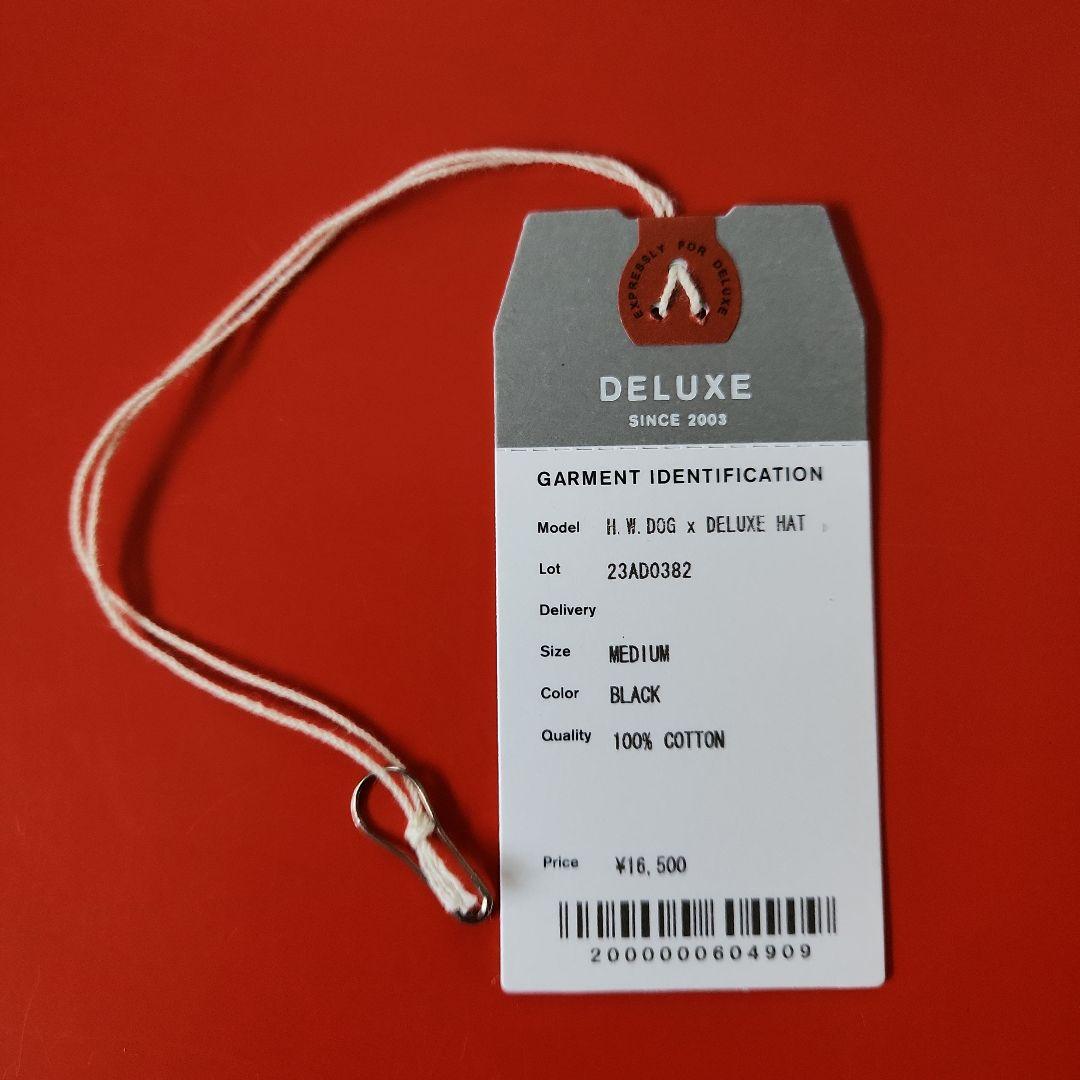 EXPRESSLY FOR DELUXE
DELUXE
SINCE 2003
GARMENT IDENTIFICATION
Model H.W.DOG x DELUXE HAT
Lot 23AD0382
Delivery
Size MEDIUM
Color BLACK
Quality 100% COTTON
Price ¥16,500
2000000604909